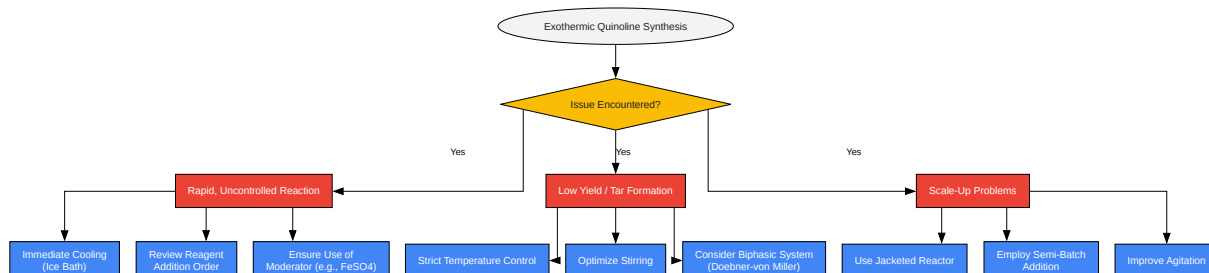 Exothermic Quinoline Synthesis
Issue Encountered?
Yes
Yes
Yes
Rapid, Uncontrolled Reaction
Low Yield / Tar Formation
Scale-Up Problems
Immediate Cooling
(Ice Bath)
Review Reagent
Addition Order
Ensure Use of
Moderator (e.g., FeSO4)
Strict Temperature Control
Optimize Stirring
Consider Biphasic System
(Doebner-von Miller)
Use Jacketed Reactor
Employ Semi-Batch
Addition
Improve Agitation